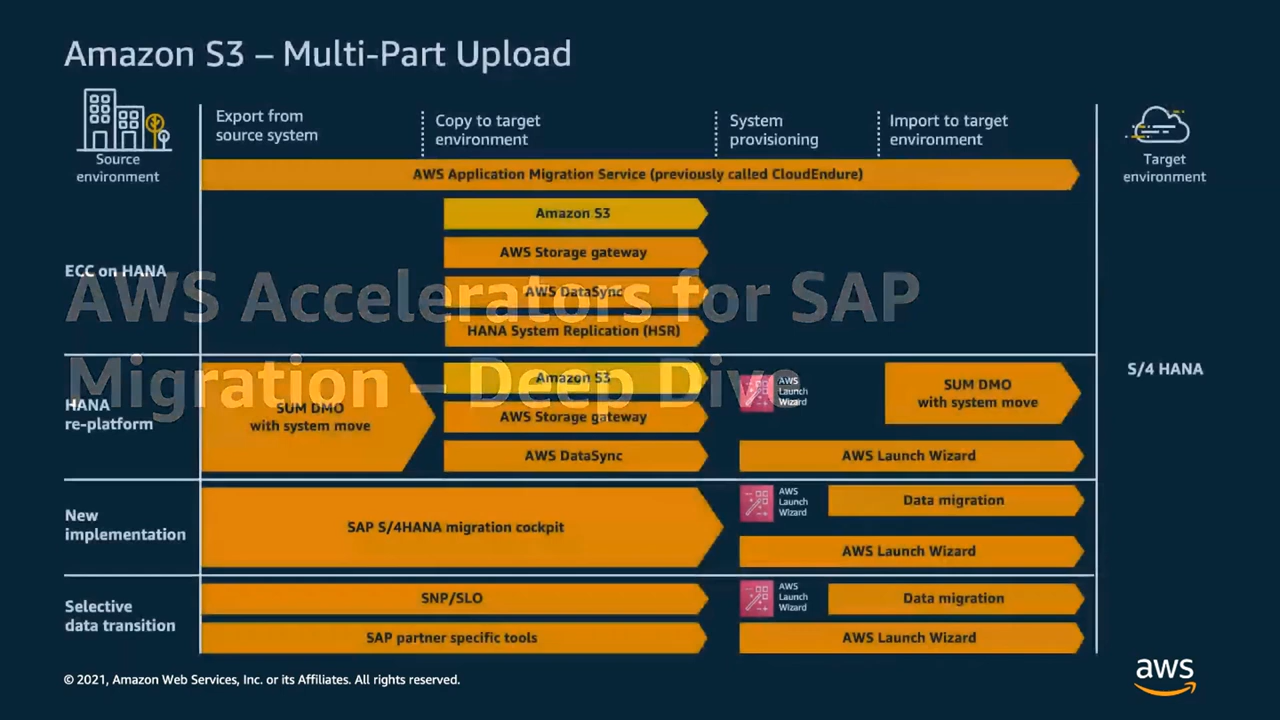 Amazon S3 – Multi-Part Upload
Source
environment
Export from
source system
Copy to target
environment
System
provisioning
Import to target
environment
Target
environment
AWS Application Migration Service (previously called CloudEndure)
ECC on HANA
Amazon S3
AWS Storage gateway
AWS DataSync
HANA System Replication (HSR)
AWS Accelerators for SAP
Migration – Deep Dive
S/4 HANA
HANA
re-platform
SUM DMO
with system move
Amazon S3
AWS Storage gateway
AWS DataSync
AWS
Launch
Wizard
SUM DMO
with system move
AWS Launch Wizard
New
implementation
SAP S/4HANA migration cockpit
AWS
Launch
Wizard
Data migration
AWS Launch Wizard
Selective
data transition
SNP/SLO
SAP partner specific tools
AWS
Launch
Wizard
Data migration
AWS Launch Wizard
© 2021, Amazon Web Services, Inc. or its Affiliates. All rights reserved.
aws